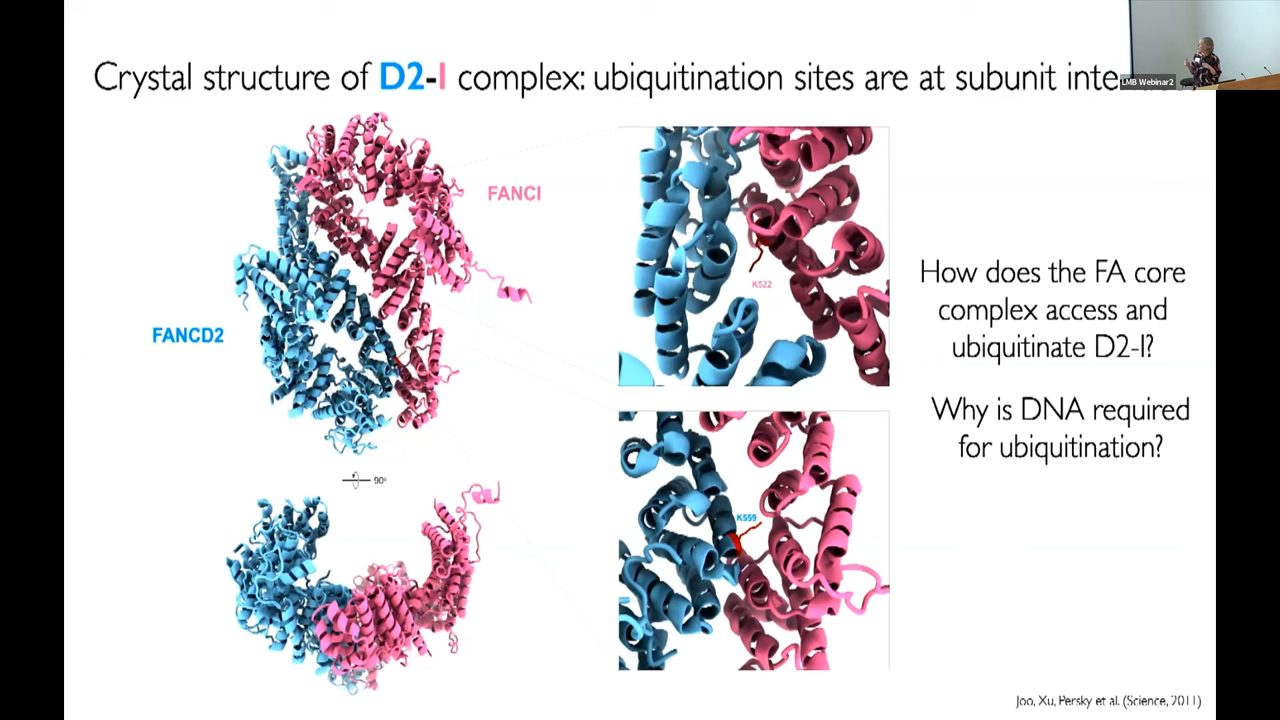 Crystal structure of D2-I complex: ubiquitination sites are at subunit inte
LMB Webinar2
FANCI
FANCD2
K522
How does the FA core
complex access and
ubiquitinate D2-I?
Why is DNA required
for ubiquitination?
K559
90°
Joo, Xu, Persky et al. (Science, 2011)